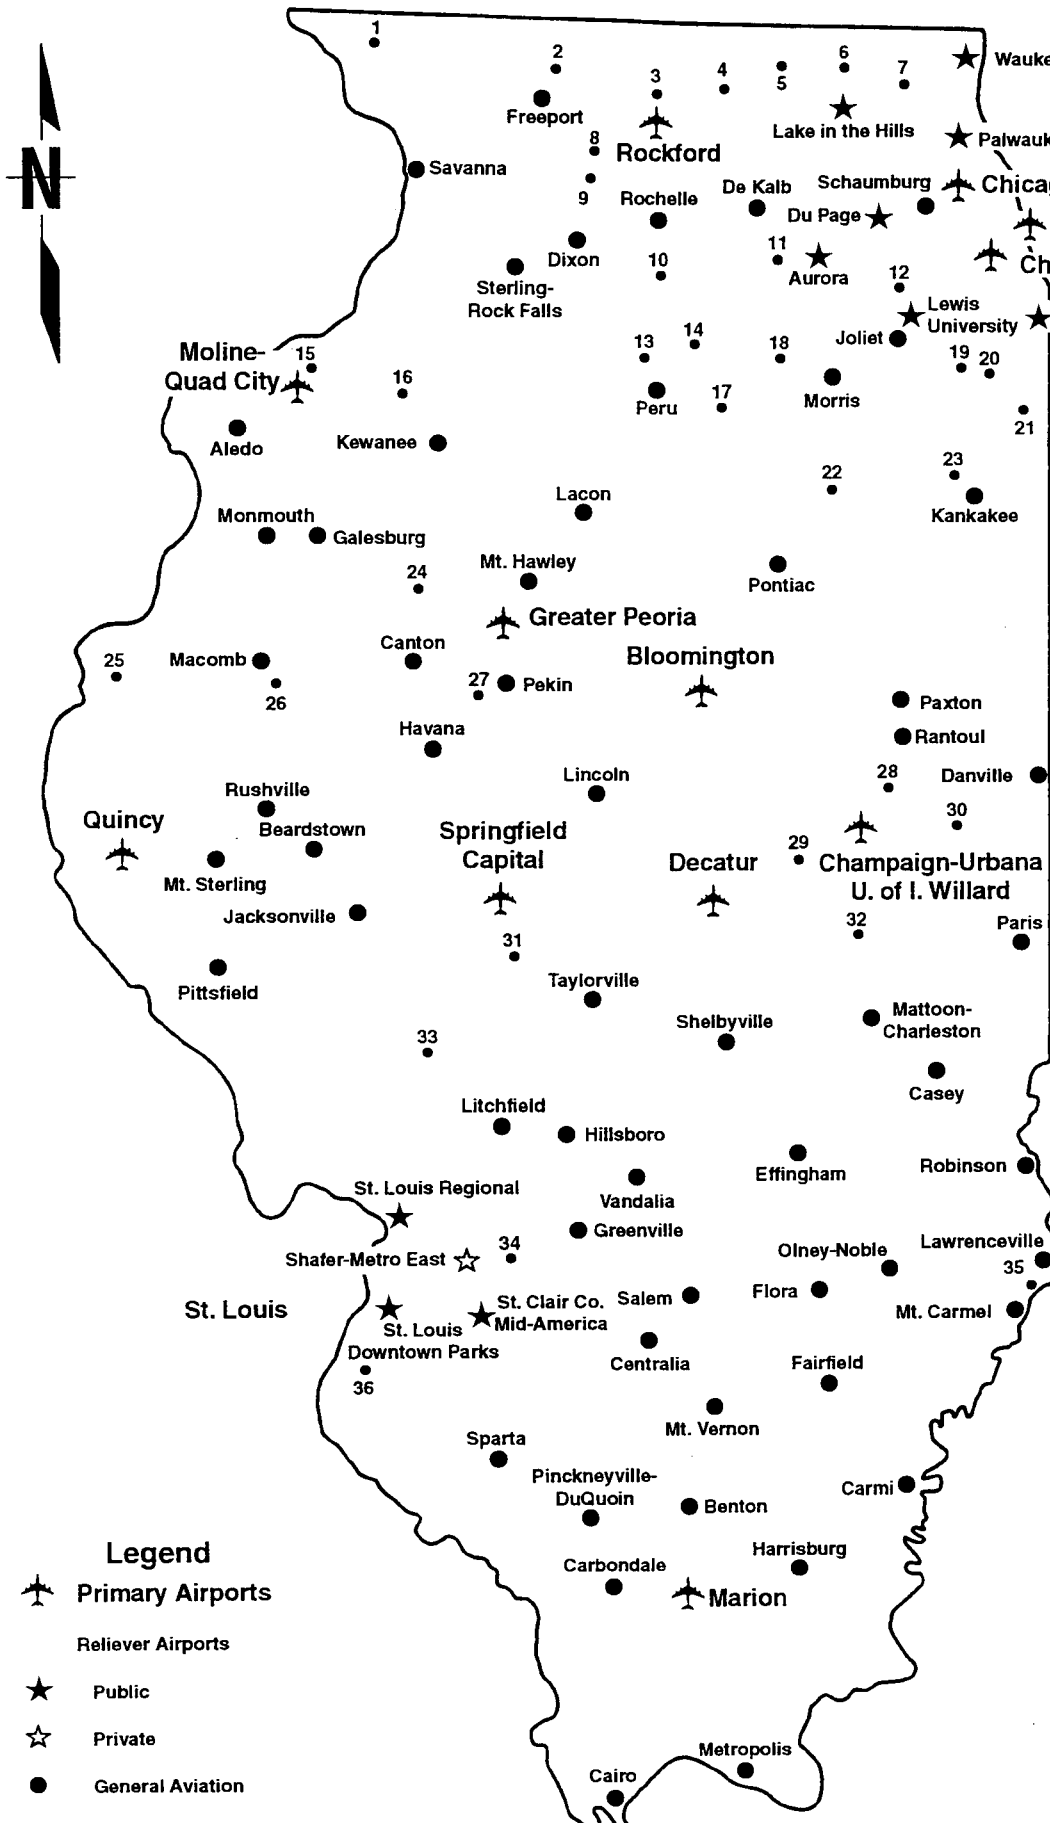 1
2
3
4
5
6
7
Wauke
Freeport
8
Rockford
Lake in the Hills
Palwauk
N
Savanna
9
Rochelle
De Kalb
Schaumburg
Chica
Du Page
Dixon
10
11
Aurora
12
Ch
Sterling-
Rock Falls
Lewis
University
Joliet
Moline-
Quad City
15
16
13
14
18
19
20
Peru
17
Morris
21
Aledo
Kewanee
22
23
Lacon
Kankakee
Monmouth
Galesburg
24
Mt. Hawley
Pontiac
Greater Peoria
Bloomington
25
Macomb
26
Canton
27
Pekin
Paxton
Havana
Rantoul
Lincoln
28
Danville
Rushville
Beardstown
Quincy
Springfield
Capital
Decatur
29
30
Champaign-Urbana
U. of I. Willard
Mt. Sterling
Jacksonville
31
32
Paris
Pittsfield
Taylorville
Shelbyville
Mattoon-
Charleston
33
Casey
Litchfield
Hillsboro
Effingham
Robinson
St. Louis Regional
Vandalia
Greenville
Shafer-Metro East
34
Olney-Noble
Lawrenceville
35
St. Louis
St. Louis
Downtown Parks
St. Clair Co.
Mid-America
Salem
Flora
Mt. Carmel
36
Centralia
Fairfield
Mt. Vernon
Sparta
Pinckneyville-
DuQuoin
Benton
Carmi
Carbondale
Harrisburg
Marion
Legend
Primary Airports
Reliever Airports
Public
Private
General Aviation
Metropolis
Cairo